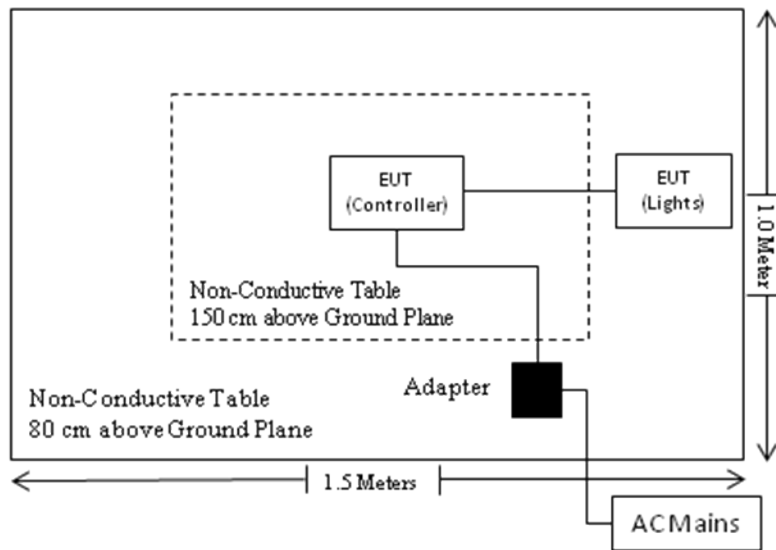 EUT
(Controller)
EUT
(Lights)
1.0 Meter
Non-Conductive Table
150 cm above Ground Plane
Adapter
Non-Conductive Table
80 cm above Ground Plane
1.5 Meters
AC Mains